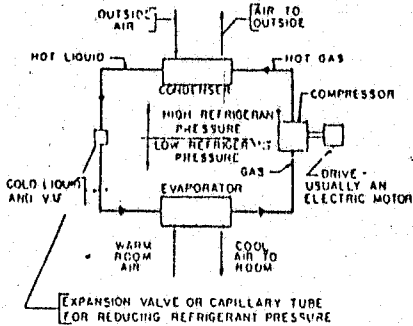 OUTSIDE
AIR
AIR TO
OUTSIDE
HOT LIQUID
HOT GAS
CONDENSER
COMPRESSOR
HIGH REFRIGERAN
PRESSURE
LOW REFRIGERANT
PRESSURE
GAS
COLD LIQUID
AND
EVAPORATOR
DRIVE -
USUALLY AN
ELECTRIC MOTOR
WARM
ROOM
AIR
COOL
AIR TO
ROOM
EXPANSION VALVE OR CAPILLARY TUBE
FOR REDUCING REFRIGERANT PRESSURE